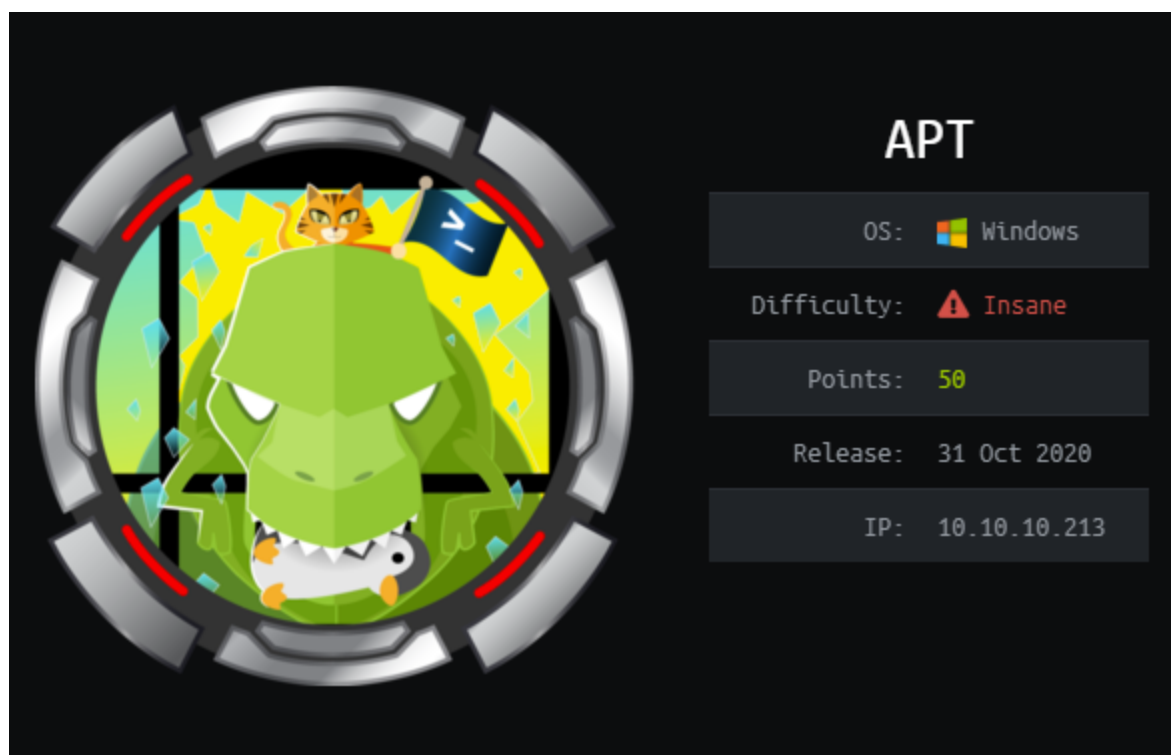 APT
OS: Windows
Difficulty: Insane
Points: 50
Release: 31 Oct 2020
IP: 10.10.10.213